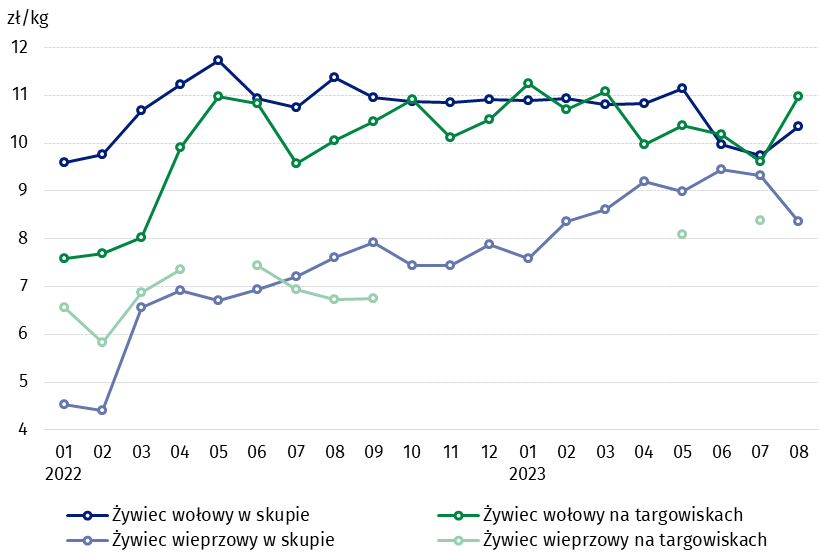 zł/kg
12
11
10
9
8
7
6
5
4
01 02 03 04 05 06 07 08 09 10 11 12 01 02 03 04 05 06 07 08
2022 2023
Żywiec wołowy w skupie Żywiec wołowy na targowiskach
Żywiec wieprzowy w skupie Żywiec wieprzowy na targowiskach